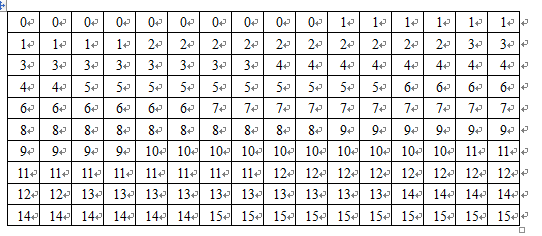 0 0 0 0 0 0 0 0 0 0 1 1 1 1 1 1
1 1 1 1 2 2 2 2 2 2 2 2 2 2 3 3
3 3 3 3 3 3 3 3 4 4 4 4 4 4 4 4
4 4 5 5 5 5 5 5 5 5 5 5 6 6 6 6
6 6 6 6 6 6 7 7 7 7 7 7 7 7 7 7
8 8 8 8 8 8 8 8 8 8 9 9 9 9 9 9
9 9 9 9 10 10 10 10 10 10 10 10 10 10 11 11
11 11 11 11 11 11 11 11 12 12 12 12 12 12 12 12
12 12 13 13 13 13 13 13 13 13 13 13 14 14 14 14
14 14 14 14 14 14 15 15 15 15 15 15 15 15 15 15